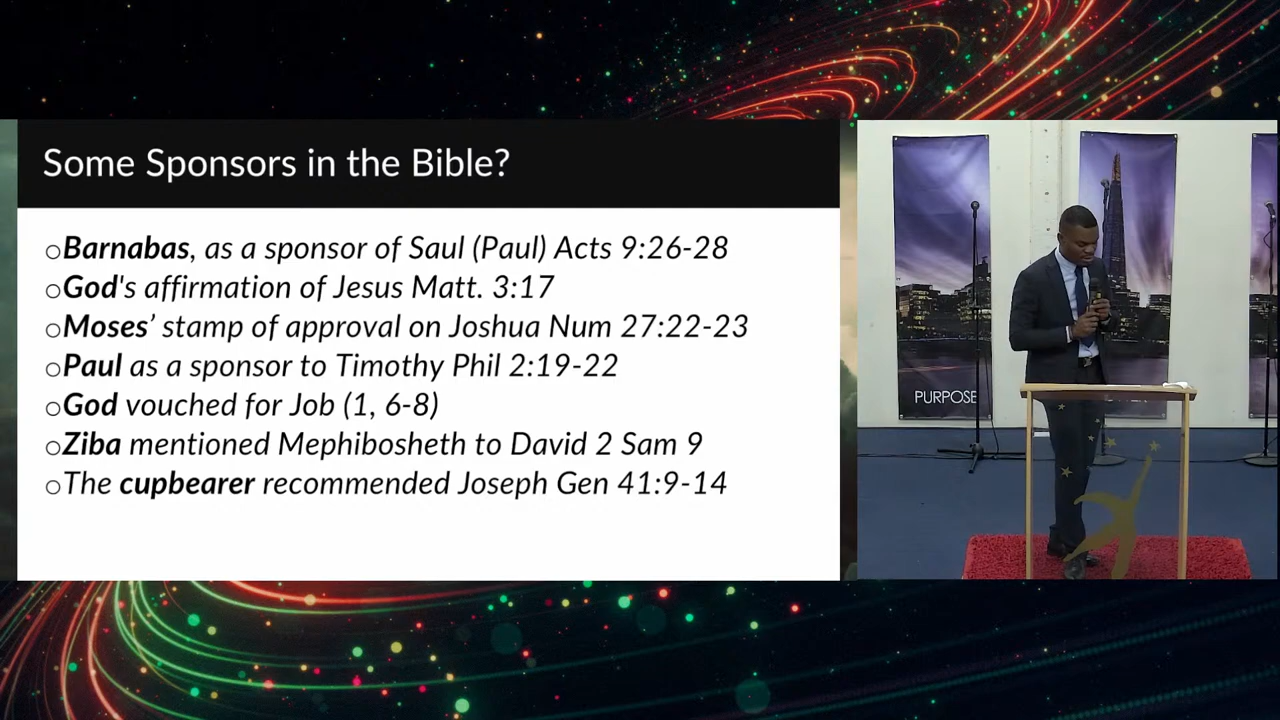 Some Sponsors in the Bible?
○Barnabas, as a sponsor of Saul (Paul) Acts 9:26-28
○God's affirmation of Jesus Matt. 3:17
○Moses’ stamp of approval on Joshua Num 27:22-23
○Paul as a sponsor to Timothy Phil 2:19-22
○God vouched for Job (1, 6-8)
○Ziba mentioned Mephibosheth to David 2 Sam 9
○The cupbearer recommended Joseph Gen 41:9-14
PURPOSE